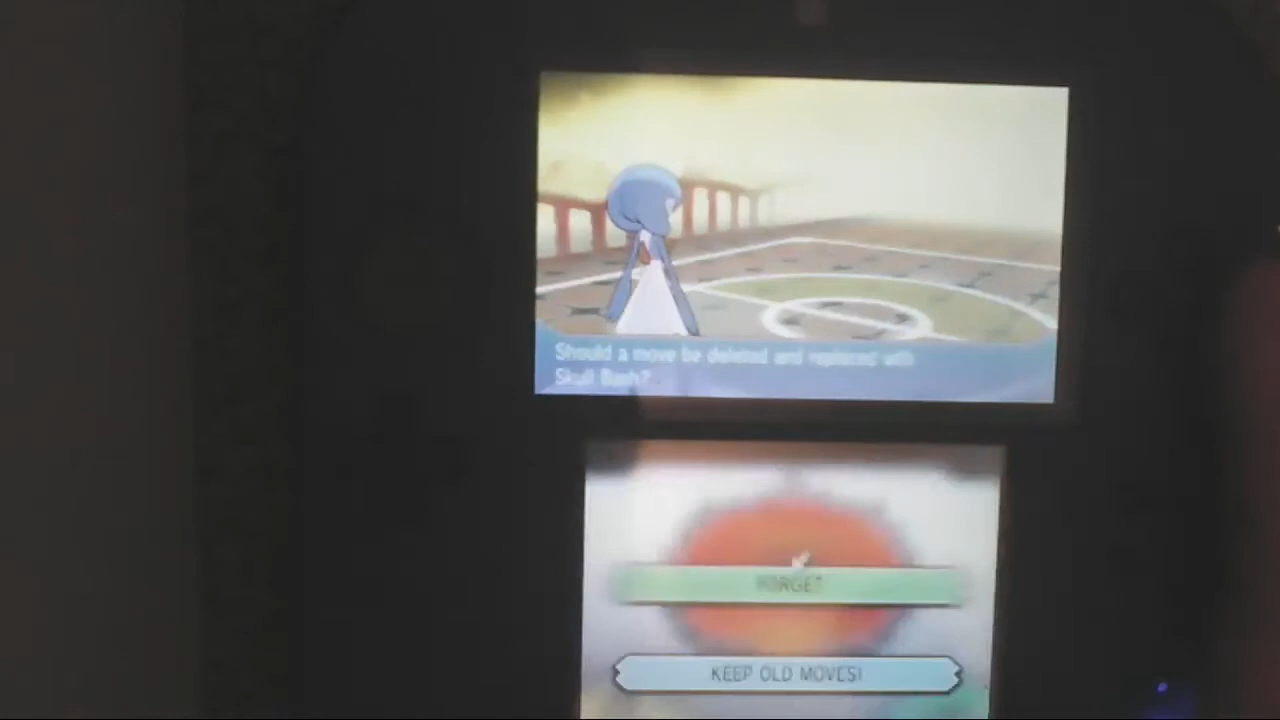 Should a move be deleted and replaced with
Skull Bash?
FORGET
KEEP OLD MOVES!